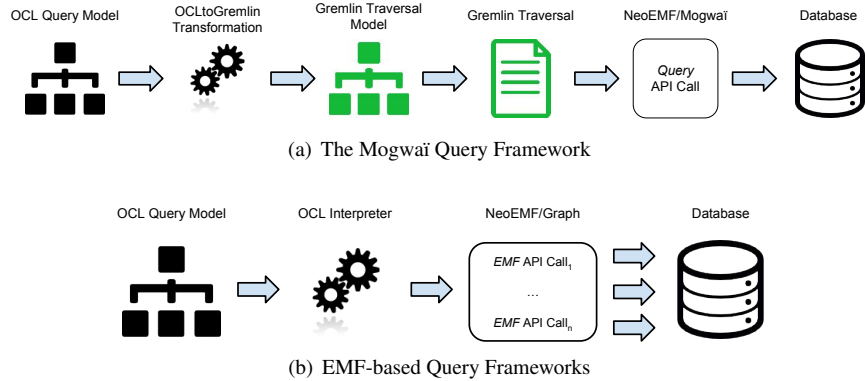 OCL Query Model
OCLtoGremlin
Transformation
Gremlin Traversal
Model
Gremlin Traversal
NeoEMF/Mogwaï
Database
Query
API Call
(a) The Mogwaï Query Framework
OCL Query Model
OCL Interpreter
NeoEMF/Graph
Database
EMF API Call₁
...
EMF API Callₙ
(b) EMF-based Query Frameworks